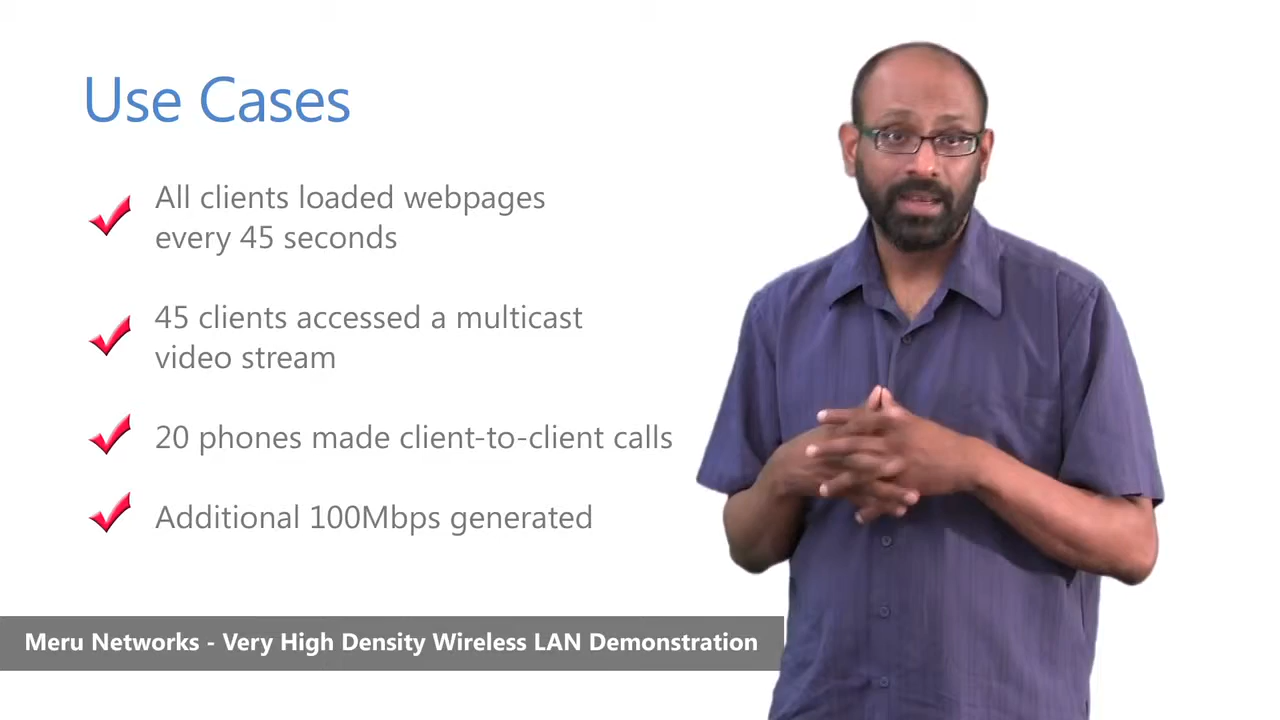 Use Cases
All clients loaded webpages
every 45 seconds
45 clients accessed a multicast
video stream
20 phones made client-to-client calls
Additional 100Mbps generated
Meru Networks - Very High Density Wireless LAN Demonstration